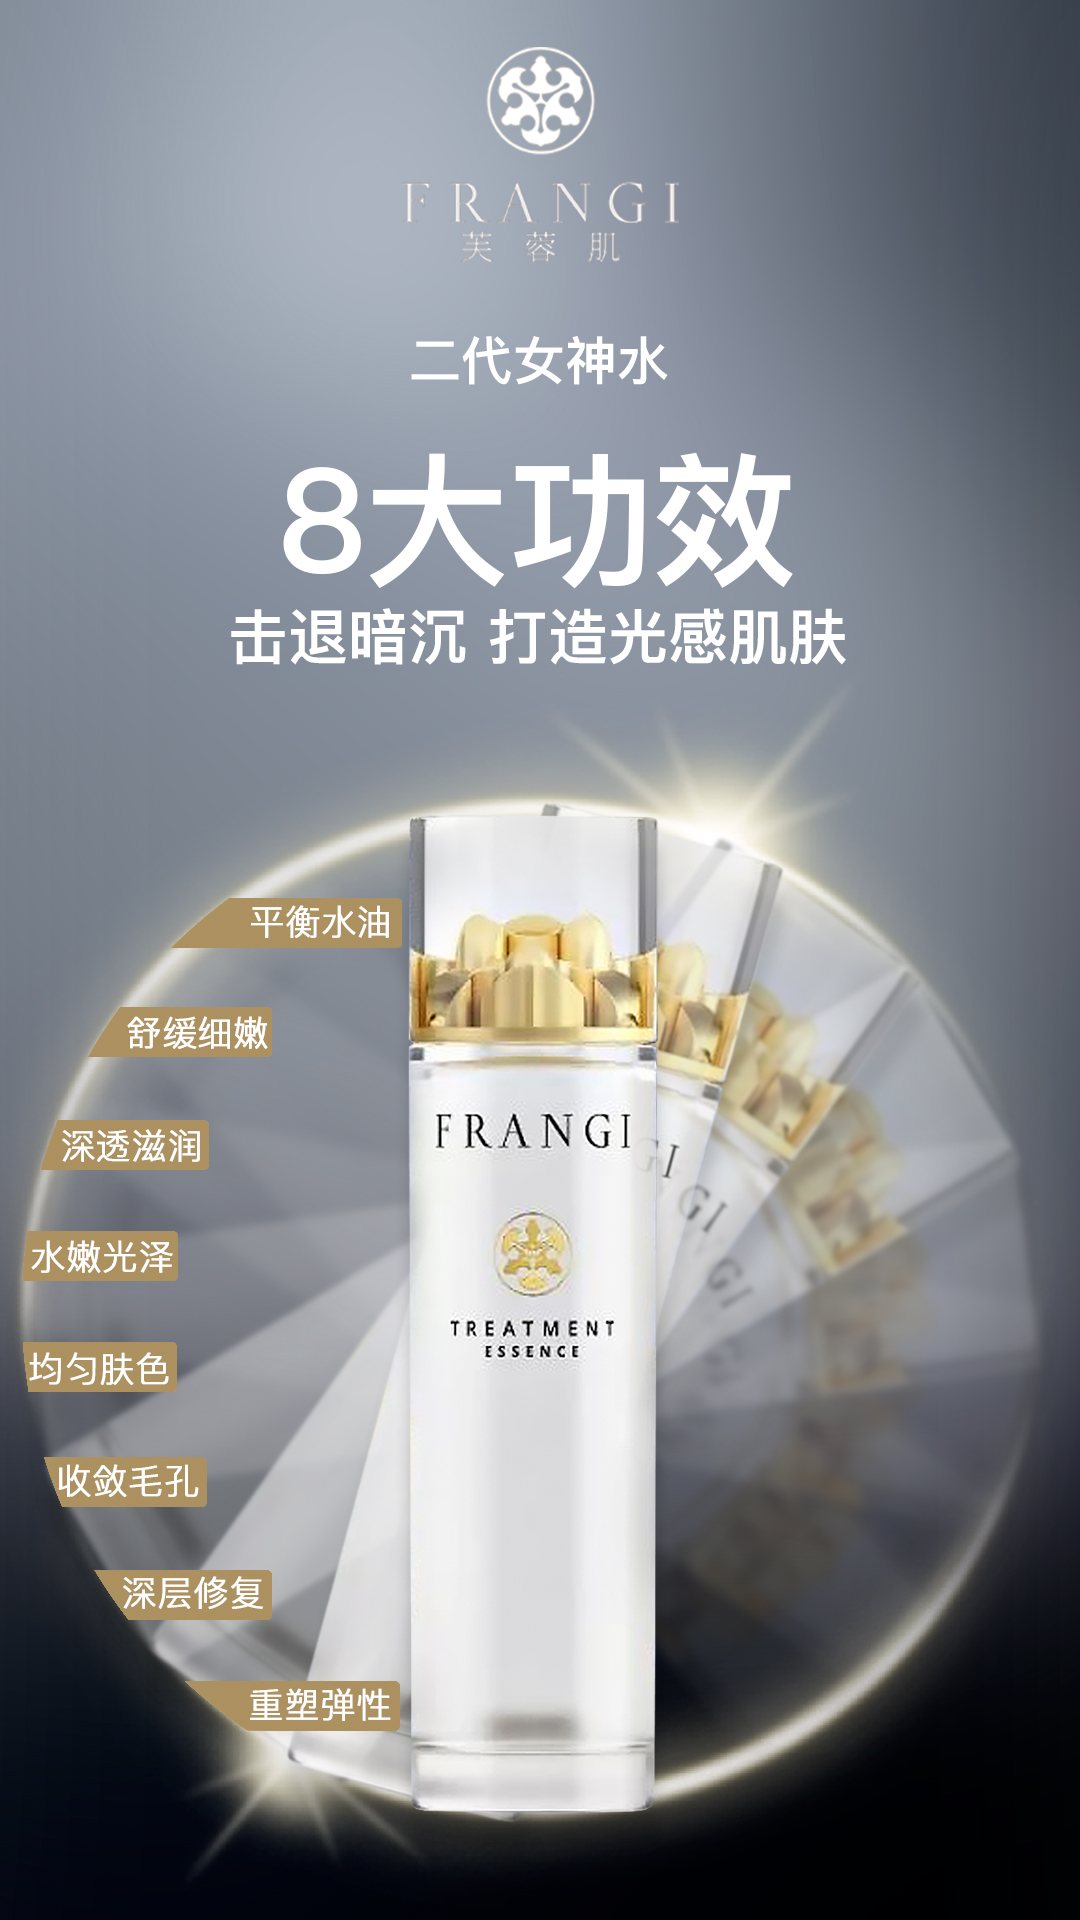 FRANGI
芙蓉肌
二代女神水
8大功效
击退暗沉 打造光感肌肤
平衡水油
舒缓细嫩
深透滋润
水嫩光泽
均匀肤色
收敛毛孔
深层修复
重塑弹性
FRANGI
TREATMENT
ESSENCE
GI
GI
GI